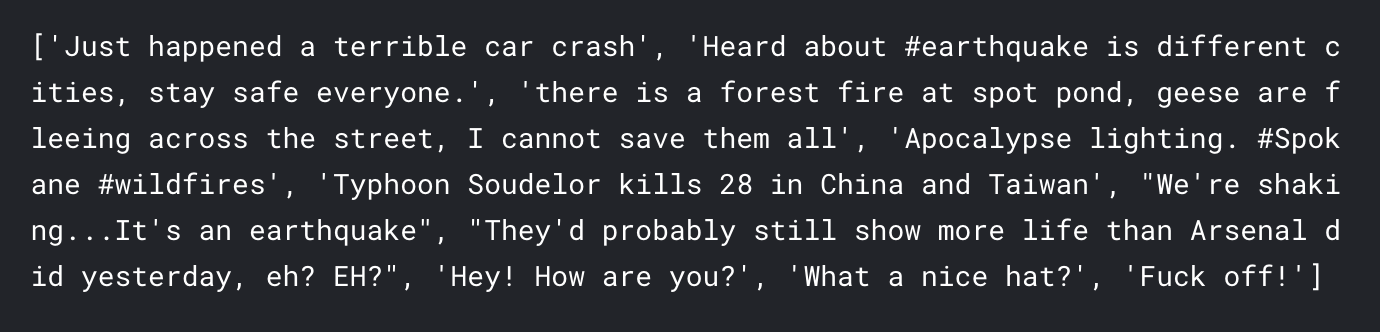 ['Just happened a terrible car crash', 'Heard about #earthquake is different c
ities, stay safe everyone.', 'there is a forest fire at spot pond, geese are f
leeing across the street, I cannot save them all', 'Apocalypse lighting. #Spok
ane #wildfires', 'Typhoon Soudelor kills 28 in China and Taiwan', "We're shaki
ng...It's an earthquake", "They'd probably still show more life than Arsenal d
id yesterday, eh? EH?", 'Hey! How are you?', 'What a nice hat?', 'Fuck off!']